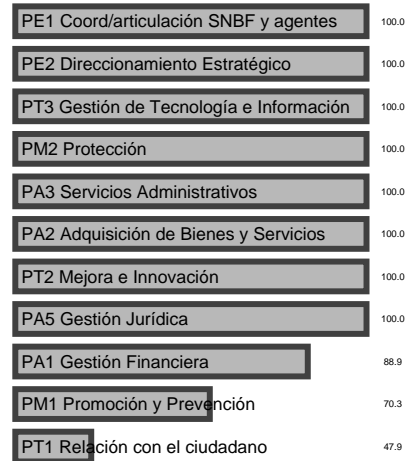 PE1 Coord/articulación SNBF y agentes 100.0
PE2 Direccionamiento Estratégico 100.0
PT3 Gestión de Tecnología e Información 100.0
PM2 Protección 100.0
PA3 Servicios Administrativos 100.0
PA2 Adquisición de Bienes y Servicios 100.0
PT2 Mejora e Innovación 100.0
PA5 Gestión Jurídica 100.0
PA1 Gestión Financiera 88.9
PM1 Promoción y Prevención 70.3
PT1 Relación con el ciudadano 47.9